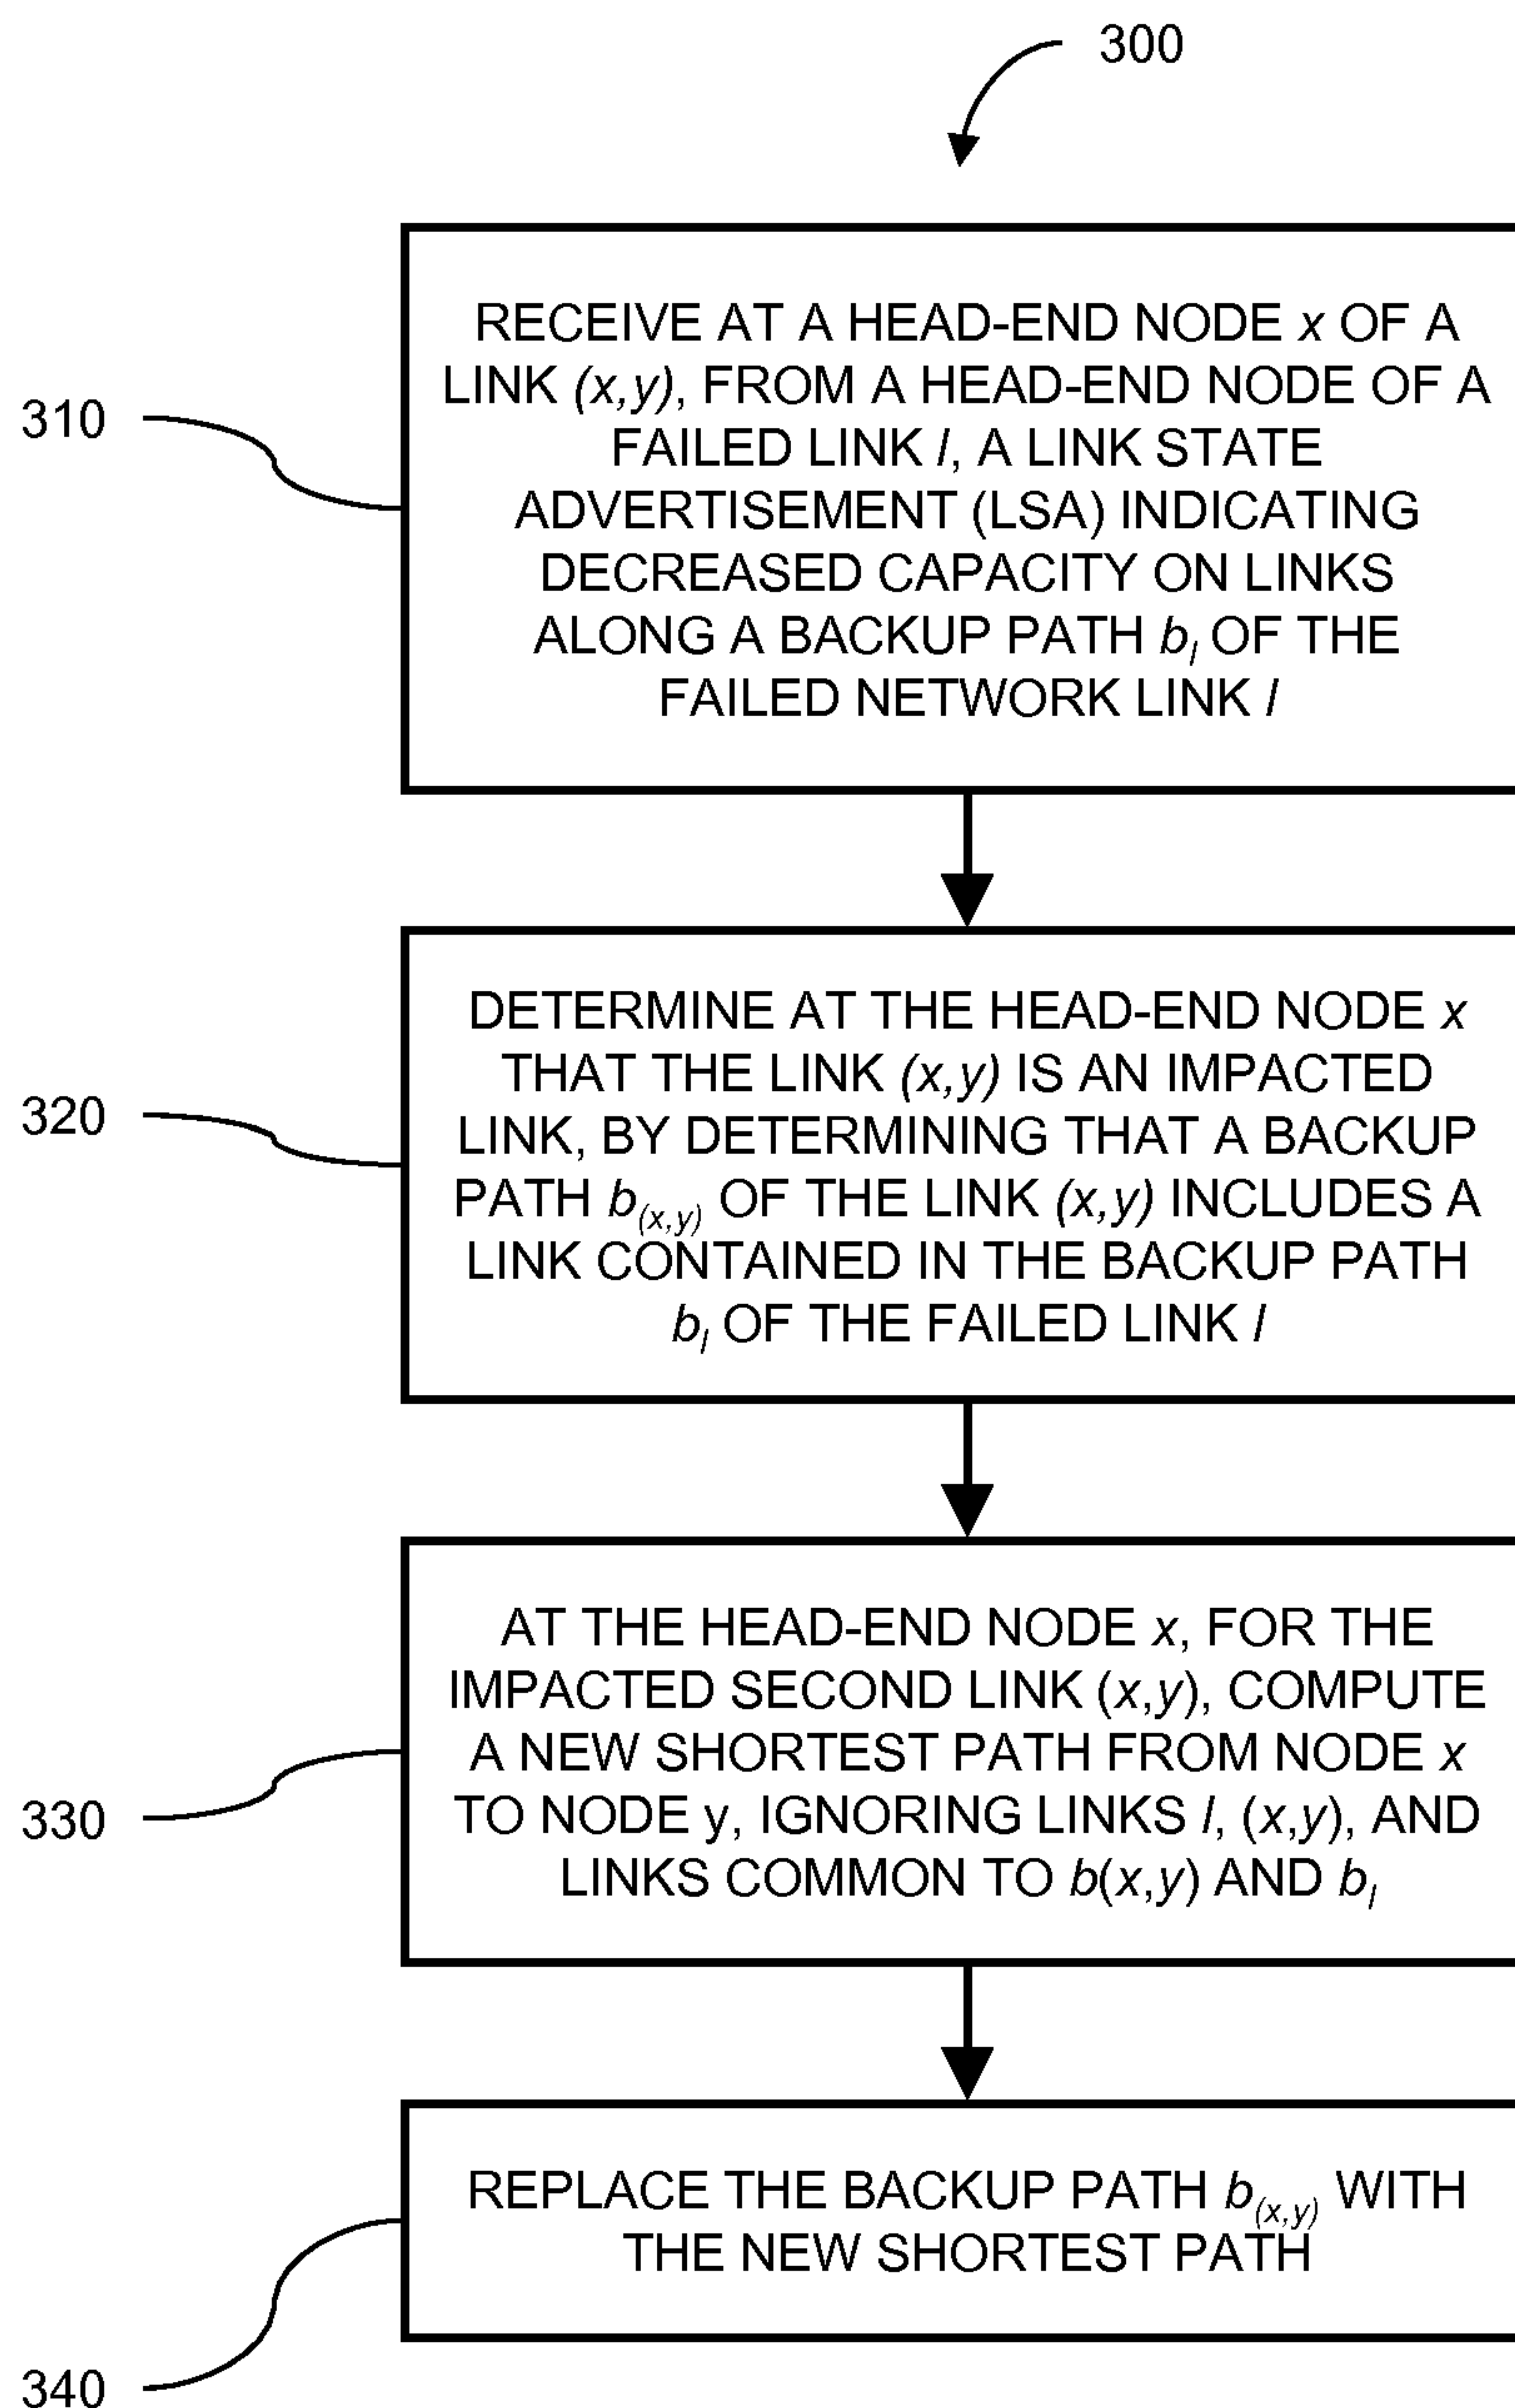 300
310
RECEIVE AT A HEAD-END NODE x OF A
LINK (x,y), FROM A HEAD-END NODE OF A
FAILED LINK l, A LINK STATE
ADVERTISEMENT (LSA) INDICATING
DECREASED CAPACITY ON LINKS
ALONG A BACKUP PATH b_l OF THE
FAILED NETWORK LINK l
320
DETERMINE AT THE HEAD-END NODE x
THAT THE LINK (x,y) IS AN IMPACTED
LINK, BY DETERMINING THAT A BACKUP
PATH b_(x,y) OF THE LINK (x,y) INCLUDES A
LINK CONTAINED IN THE BACKUP PATH
b_l OF THE FAILED LINK l
330
AT THE HEAD-END NODE x, FOR THE
IMPACTED SECOND LINK (x,y), COMPUTE
A NEW SHORTEST PATH FROM NODE x
TO NODE y, IGNORING LINKS l, (x,y), AND
LINKS COMMON TO b(x,y) AND b_l
340
REPLACE THE BACKUP PATH b_(x,y) WITH
THE NEW SHORTEST PATH